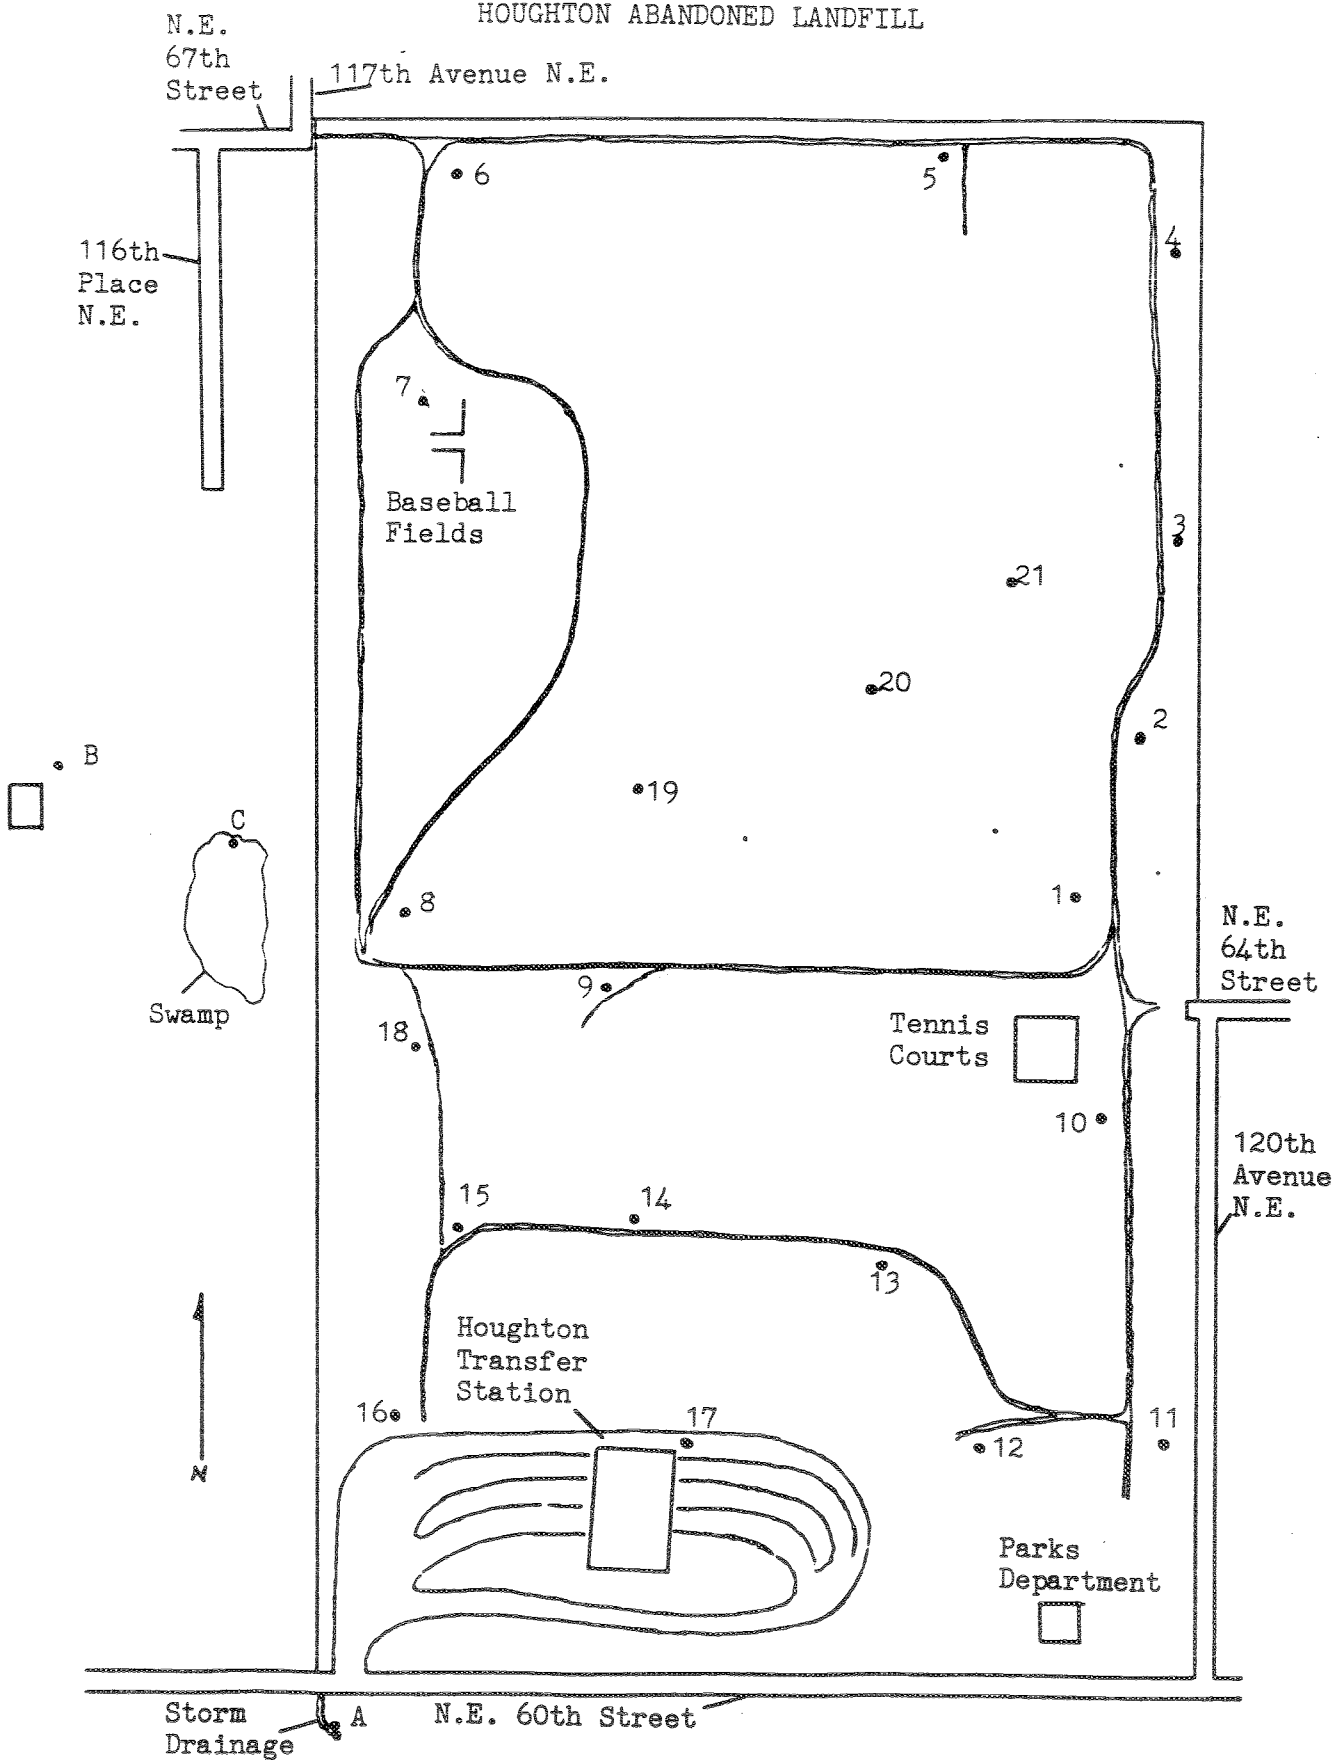 HOUGHTON ABANDONED LANDFILL
N.E.
67th
Street
117th Avenue N.E.
6
5
4
116th
Place
N.E.
7
Baseball
Fields
3
21
20
2
B
19
C
8
1
N.E.
64th
Street
9
Swamp
18
Tennis
Courts
10
120th
Avenue
N.E.
15
14
13
Houghton
Transfer
Station
16
17
11
12
N
Parks
Department
Storm
Drainage
A
N.E. 60th Street